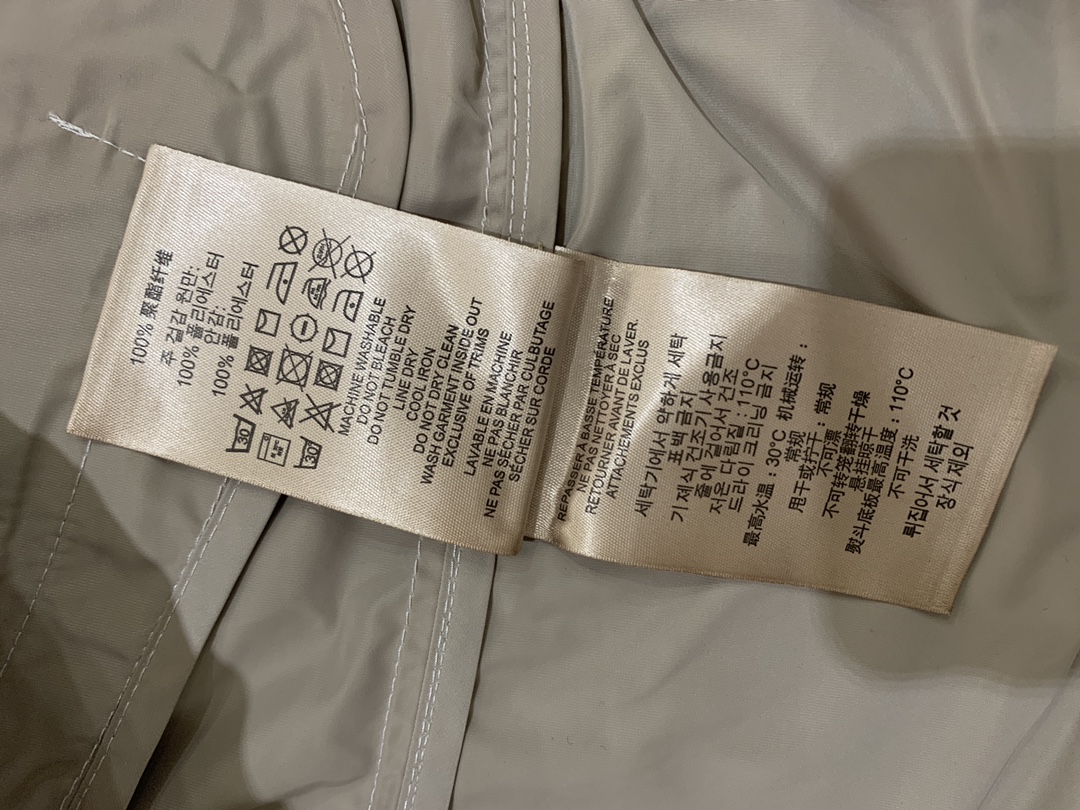 100% 聚酯纤维
주 겉감 원단:
100% 폴리에스터
안감:
100% 폴리에스터
30
30
MACHINE WASHABLE
DO NOT BLEACH
DO NOT TUMBLE DRY
LINE DRY
COOL IRON
DO NOT DRY CLEAN
WASH GARMENT INSIDE OUT
EXCLUSIVE OF TRIMS
LAVABLE EN MACHINE
NE PAS BLANCHIR
NE PAS SÉCHER PAR CULBUTAGE
SÉCHER SUR CORDE
REPASSER A BASSE TEMPÉRATURE
NE PAS NETTOYER À SEC
RETOURNER AVANT DE LAVER.
ATTACHEMENTS EXCLUS
세탁기에서 약하게 세탁
표백 금지
기계식 건조기 사용금지
줄에 걸어서 건조
저온 다림질 : 110°C
드라이 크리닝 금지
最高水温 : 30°C 机械运转 :
常规
甩干或拧干 : 常规
不可漂
不可转笼翻转干燥
悬挂晾干
熨斗底板最高温度 : 110°C
不可干洗
뒤집어서 세탁할 것
장식제외